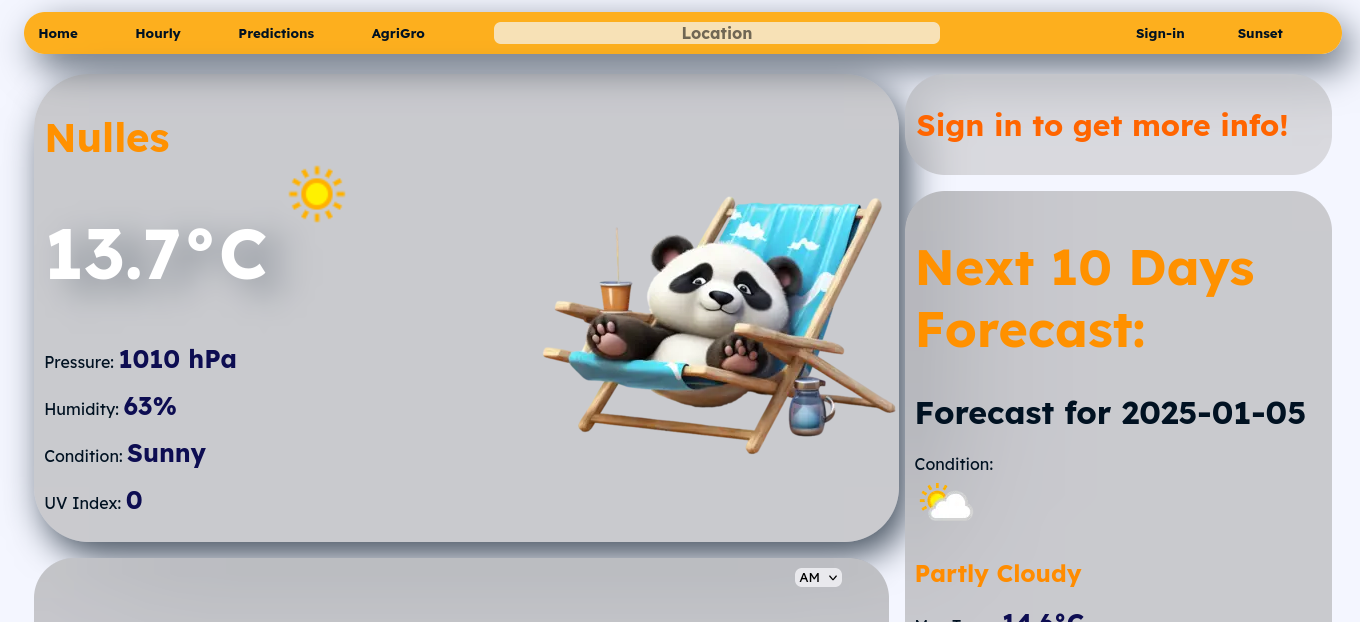 Home Hourly Predictions AgriGro Location Sign-in Sunset
Nulles
13.7°C
Pressure: 1010 hPa
Humidity: 63%
Condition: Sunny
UV Index: 0
AM
Sign in to get more info!
Next 10 Days
Forecast:
Forecast for 2025-01-05
Condition:
Partly Cloudy
14.6°C